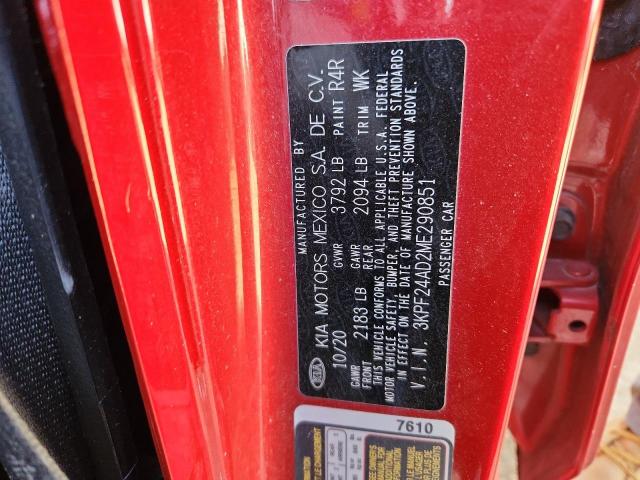 MANUFACTURED BY
KIA KIA MOTORS MEXICO S.A. DE C.V.
10/20 GVWR 3792 LB PAINT R4R
GAWR FRONT 2183 LB GAWR REAR 2094 LB TRIM WK
THIS VEHICLE CONFORMS TO ALL APPLICABLE U.S.A. FEDERAL
MOTOR VEHICLE SAFETY, BUMPER, AND THEFT PREVENTION STANDARDS
IN EFFECT ON THE DATE OF MANUFACTURE SHOWN ABOVE.
V.I.N. 3KPF24AD2ME290851
PASSENGER CAR
7610